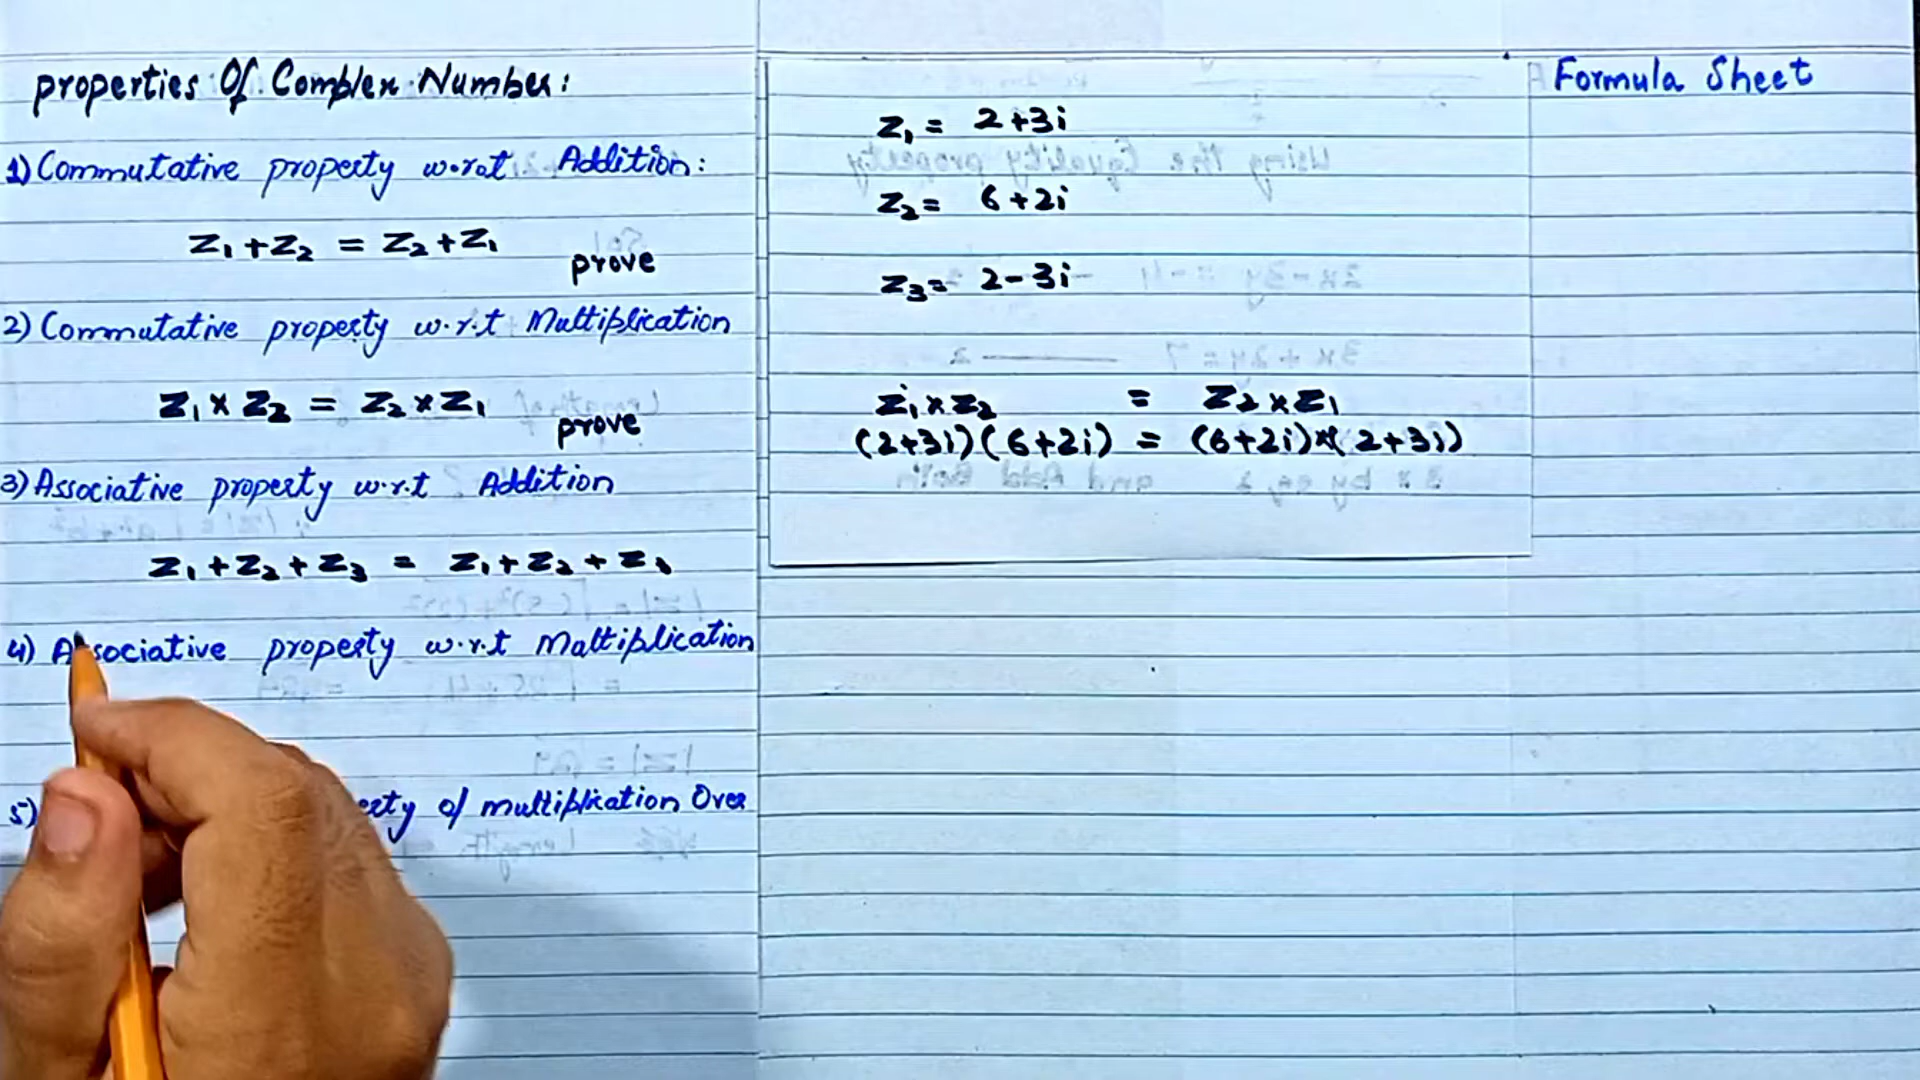 properties Of Complex Number:
1) Commutative property w.r.t Addition:
Z₁ + Z₂ = Z₂ + Z₁
prove
2) Commutative property w.r.t Multiplication
Z₁ × Z₂ = Z₂ × Z₁
prove
3) Associative property w.r.t Addition
Z₁ + Z₂ + Z₃ = Z₁ + Z₂ + Z₃
4) Associative property w.r.t Maltiplication
5) of multiplication Over
Z₁ = 2+3i
Z₂ = 6+2i
Z₃ = 2-3i
Z₁ × Z₂ = Z₂ × Z₁
(2+3i)(6+2i) = (6+2i)×(2+3i)
Formula Sheet